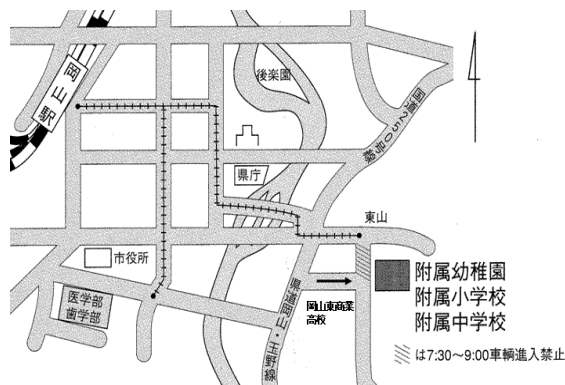 岡山駅
後楽園
国道250号線
県庁
東山
市役所
附属幼稚園
附属小学校
附属中学校
医学部
歯学部
県道岡山・玉野線
岡山東商業
高校
は7:30～9:00車輌進入禁止